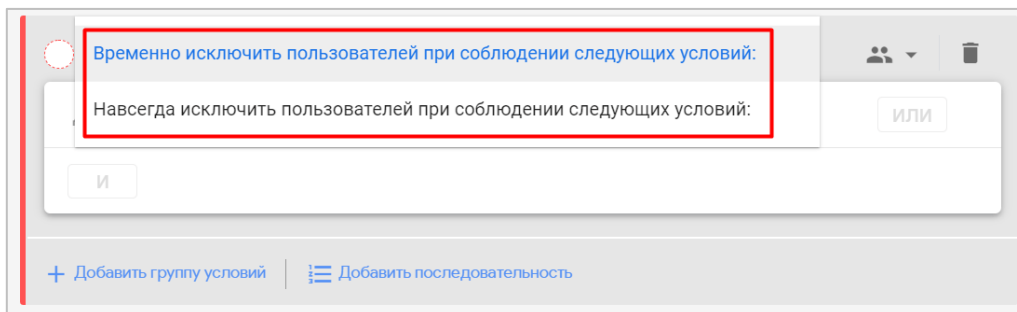 Временно исключить пользователей при соблюдении следующих условий:
Навсегда исключить пользователей при соблюдении следующих условий:
ИЛИ
И
Добавить группу условий
Добавить последовательность